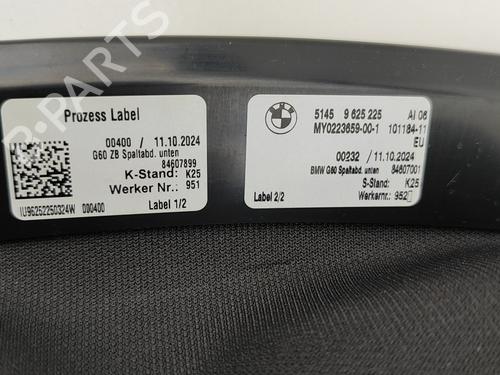 B-PARTS
Prozess Label
00400 / 11.10.2024
G60 ZB Spaltabd. unten
84607899
K-Stand: K25
Werker Nr.: 951
IU96252250324W 000400
Label 1/2
BMW
5145 9 625 225 AI 06
MY0223659-00-1 101184-11
EU
00232 / 11.10.2024
BMW G60 Spaltabd. unten 84607001
S-Stand: K25
Label 2/2
Werkernr.: 952